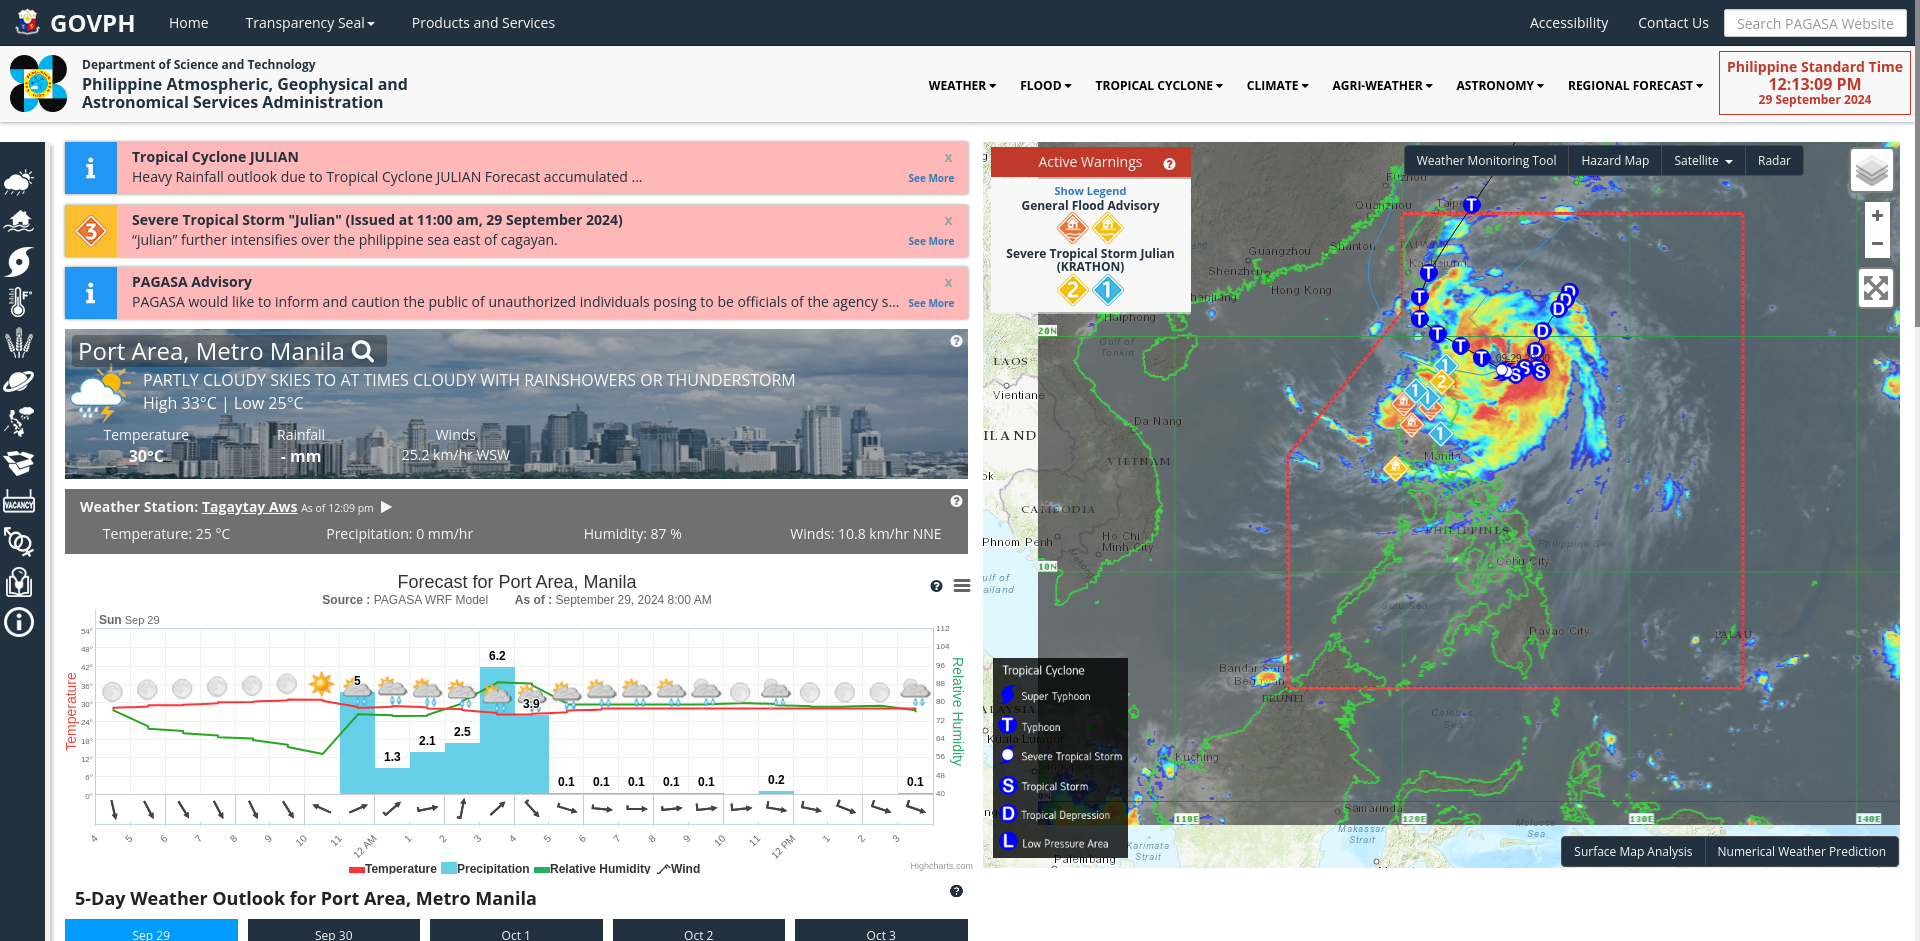 GOVPH
Home
Transparency Seal
Products and Services
Accessibility
Contact Us
Search PAGASA Website
Department of Science and Technology
Philippine Atmospheric, Geophysical and
Astronomical Services Administration
WEATHER
FLOOD
TROPICAL CYCLONE
CLIMATE
AGRI-WEATHER
ASTRONOMY
REGIONAL FORECAST
Philippine Standard Time
12:13:09 PM
29 September 2024
Tropical Cyclone JULIAN
x
Heavy Rainfall outlook due to Tropical Cyclone JULIAN Forecast accumulated ...
See More
3
Severe Tropical Storm "Julian" (Issued at 11:00 am, 29 September 2024)
x
“julian” further intensifies over the philippine sea east of cagayan.
See More
PAGASA Advisory
x
PAGASA would like to inform and caution the public of unauthorized individuals posing to be officials of the agency s...
See More
Port Area, Metro Manila
PARTLY CLOUDY SKIES TO AT TIMES CLOUDY WITH RAINSHOWERS OR THUNDERSTORM
High 33°C | Low 25°C
Temperature
Rainfall
Winds
30°C
- mm
25.2 km/hr WSW
Weather Station: Tagaytay Aws As of 12:09 pm
Temperature: 25 °C
Precipitation: 0 mm/hr
Humidity: 87 %
Winds: 10.8 km/hr NNE
VACANCY
Forecast for Port Area, Manila
Source : PAGASA WRF Model
As of : September 29, 2024 8:00 AM
Sun Sep 29
Temperature
54°
48°
42°
36°
30°
24°
18°
12°
6°
0°
5
1.3
2.1
2.5
6.2
3.9
0.1
0.1
0.1
0.1
0.1
0.2
0.1
112
104
96
88
80
72
64
56
48
40
Relative Humidity
4
5
6
7
8
9
10
11
12 AM
1
2
3
4
5
6
7
8
9
10
11
12 PM
1
2
3
Temperature
Precipitation
Relative Humidity
Wind
Highcharts.com
5-Day Weather Outlook for Port Area, Metro Manila
Sep 29
Sep 30
Oct 1
Oct 2
Oct 3
Active Warnings
Show Legend
General Flood Advisory
Severe Tropical Storm Julian
(KRATHON)
2
1
Weather Monitoring Tool
Hazard Map
Satellite
Radar
+
−
Fuzhou
Quanzhou
Taipei
Guangzhou
Shantou
TAIWAN
Shenzhen
Kaohsiung
Hong Kong
Zhanjiang
Haiphong
20N
Gulf of
Tonkin
LAOS
Vientiane
Da Nang
VIETNAM
Manila
CAMBODIA
Phnom Penh
Ho Chi
Minh City
PHILIPPINES
Philippine Sea
Cebu City
10N
Sulu Sea
Davao City
PALAU
Bandar Seri
Begawan
BRUNEI
Celebes
Sea
Kuching
Samarinda
110E
120E
130E
140E
Makassar
Strait
Molucca
Sea
Karimata
Strait
Palembang
Tropical Cyclone
Super Typhoon
T Typhoon
Severe Tropical Storm
S Tropical Storm
D Tropical Depression
L Low Pressure Area
Surface Map Analysis
Numerical Weather Prediction